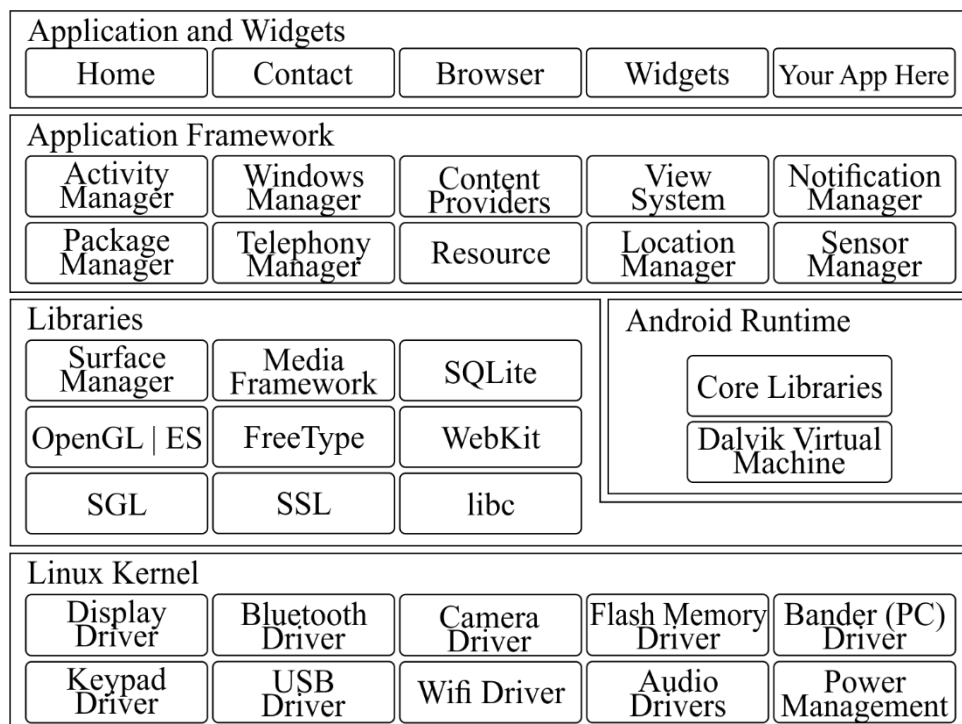 Application and Widgets
Home
Contact
Browser
Widgets
Your App Here
Application Framework
Activity
Manager
Windows
Manager
Content
Providers
View
System
Notification
Manager
Package
Manager
Telephony
Manager
Resource
Location
Manager
Sensor
Manager
Libraries
Surface
Manager
Media
Framework
SQLite
OpenGL | ES
FreeType
WebKit
SGL
SSL
libc
Android Runtime
Core Libraries
Dalvik Virtual
Machine
Linux Kernel
Display
Driver
Bluetooth
Driver
Camera
Driver
Flash Memory
Driver
Bander (PC)
Driver
Keypad
Driver
USB
Driver
Wifi Driver
Audio
Drivers
Power
Management